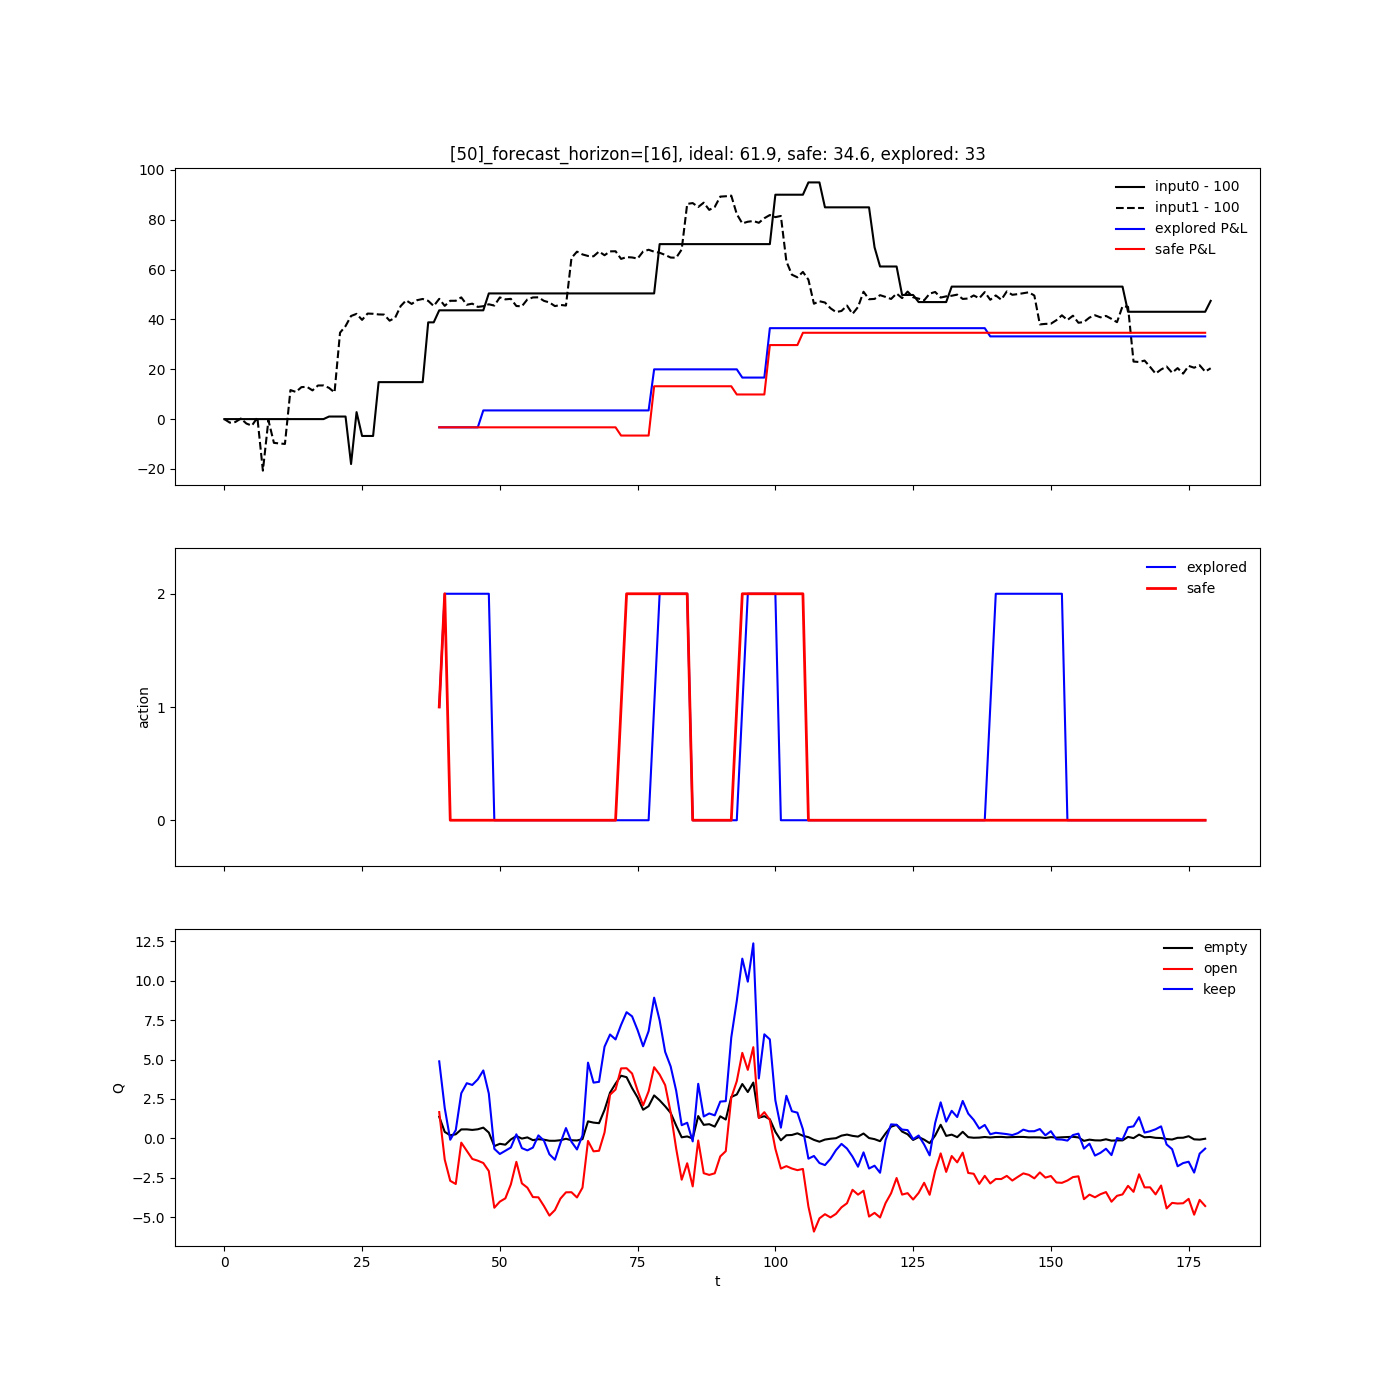 [50]_forecast_horizon=[16], ideal: 61.9, safe: 34.6, explored: 33
100
80
60
40
20
0
−20
input0 - 100
input1 - 100
explored P&L
safe P&L
2
1
0
action
explored
safe
12.5
10.0
7.5
5.0
2.5
0.0
−2.5
−5.0
Q
empty
open
keep
0 25 50 75 100 125 150 175
t